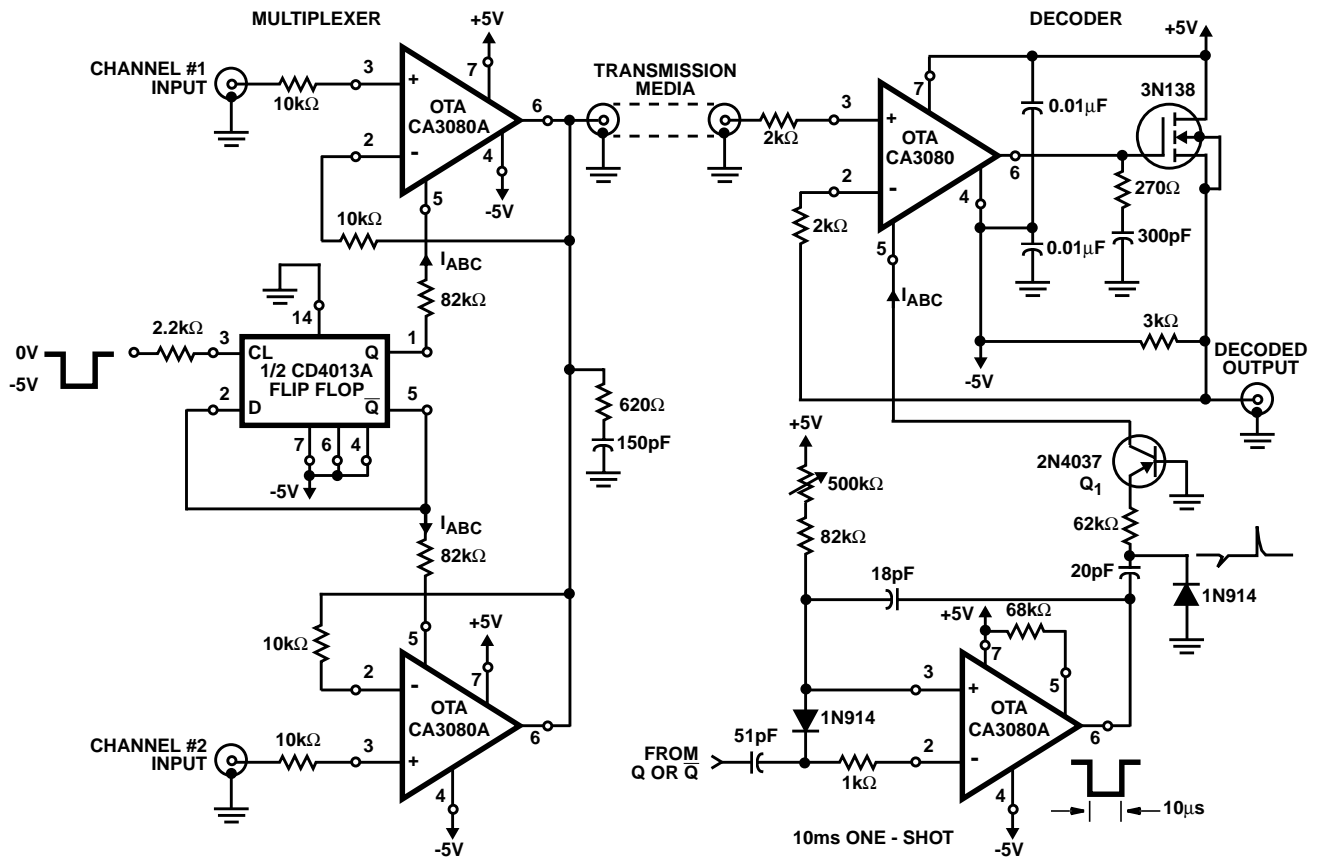 MULTIPLEXER
+5V
CHANNEL #1
INPUT
10kΩ
3
+
7
OTA
CA3080A
6
2
-
4
-5V
5
10kΩ
I_ABC
82kΩ
14
2.2kΩ
0V
-5V
3
CL
Q
1
1/2 CD4013A
FLIP FLOP
2
D
Q̅
5
7
6
4
-5V
I_ABC
82kΩ
620Ω
150pF
+5V
5
7
10kΩ
2
-
OTA
CA3080A
6
CHANNEL #2
INPUT
10kΩ
3
+
4
-5V
TRANSMISSION
MEDIA
DECODER
+5V
7
0.01μF
3N138
2kΩ
3
+
OTA
CA3080
6
2
-
4
270Ω
2kΩ
5
0.01μF
300pF
I_ABC
3kΩ
-5V
DECODED
OUTPUT
+5V
2N4037
Q1
500kΩ
62kΩ
82kΩ
18pF
20pF
1N914
+5V
68kΩ
7
3
+
5
1N914
OTA
CA3080A
6
51pF
FROM
Q OR Q̅
2
-
1kΩ
4
10μs
10ms ONE - SHOT
-5V